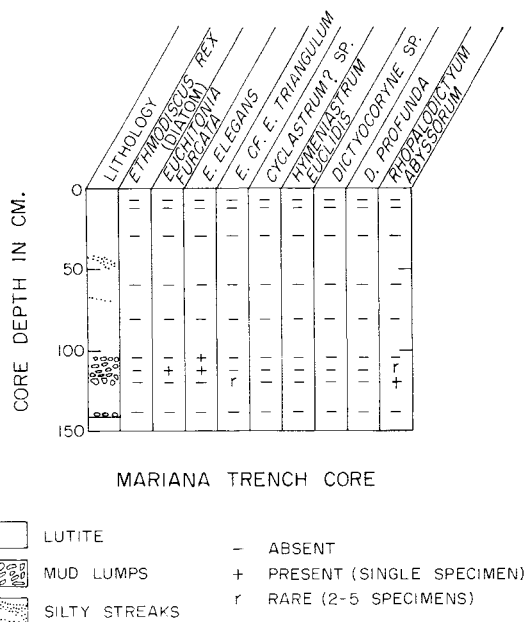 LITHOLOGY
ETHMODISCUS REX
(DIATOM)
EUCHITONIA
FURCATA
E. ELEGANS
E. CF. E. TRIANGULUM
CYCLASTRUM? SP.
HYMENIASTRUM
EUCLIDIS
DICTYOCORYNE SP.
D. PROFUNDA
RHOPALODICTYUM
ABYSSORUM
CORE DEPTH IN CM.
0
– – – – – – – – –
– – – – – – – – –
– – – – – – – – –
50
– – – – – – – – –
– – – – – – – – –
100
– – + – – – – – –
– + + – – – – – r
– – – r – – – – +
– – – – – – – – –
150
MARIANA TRENCH CORE
LUTITE
MUD LUMPS
SILTY STREAKS
– ABSENT
+ PRESENT (SINGLE SPECIMEN)
r RARE (2-5 SPECIMENS)